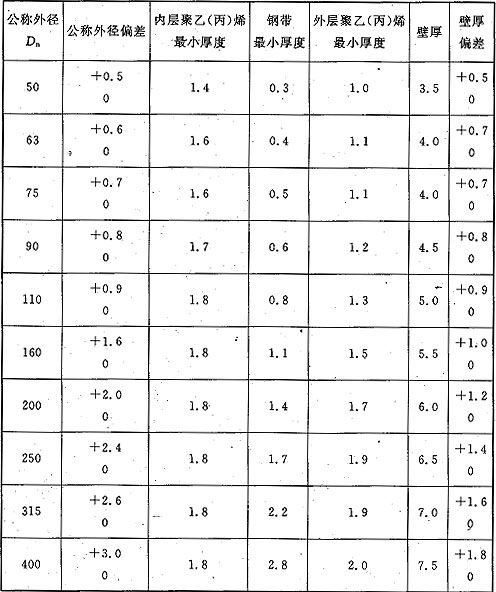 公称外径 Dn 公称外径偏差 内层聚乙(丙)烯最小厚度 钢带最小厚度 外层聚乙(丙)烯最小厚度 壁厚 壁厚偏差
50 +0.5 0 1.4 0.3 1.0 3.5 +0.5 0
63 +0.6 0 1.6 0.4 1.1 4.0 +0.7 0
75 +0.7 0 1.6 0.5 1.1 4.0 +0.7 0
90 +0.8 0 1.7 0.6 1.2 4.5 +0.8 0
110 +0.9 0 1.8 0.8 1.3 5.0 +0.9 0
160 +1.6 0 1.8 1.1 1.5 5.5 +1.0 0
200 +2.0 0 1.8 1.4 1.7 6.0 +1.2 0
250 +2.4 0 1.8 1.7 1.9 6.5 +1.4 0
315 +2.6 0 1.8 2.2 1.9 7.0 +1.6 0
400 +3.0 0 1.8 2.8 2.0 7.5 +1.8 0